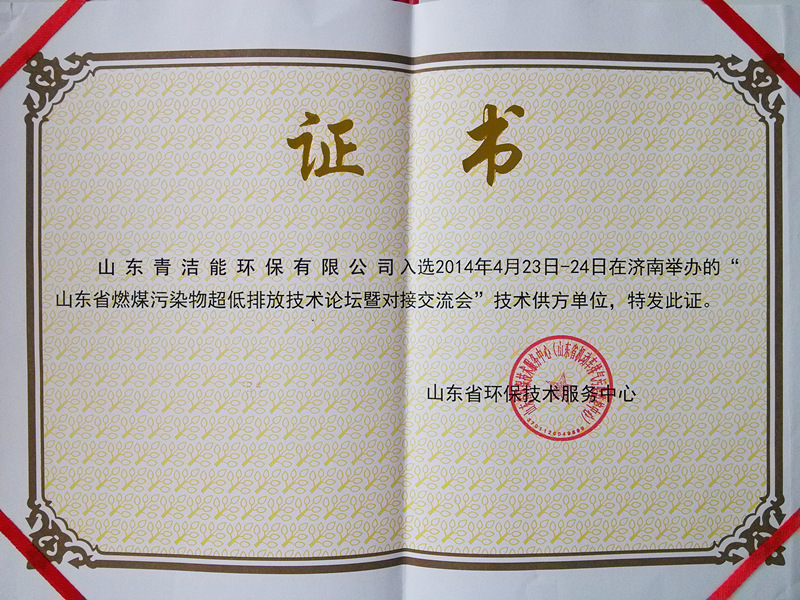 证 书
山东青洁能环保有限公司入选2014年4月23日-24日在济南举办的“
山东省燃煤污染物超低排放技术论坛暨对接交流会”技术供方单位，特发此证。
山东省环保技术服务中心